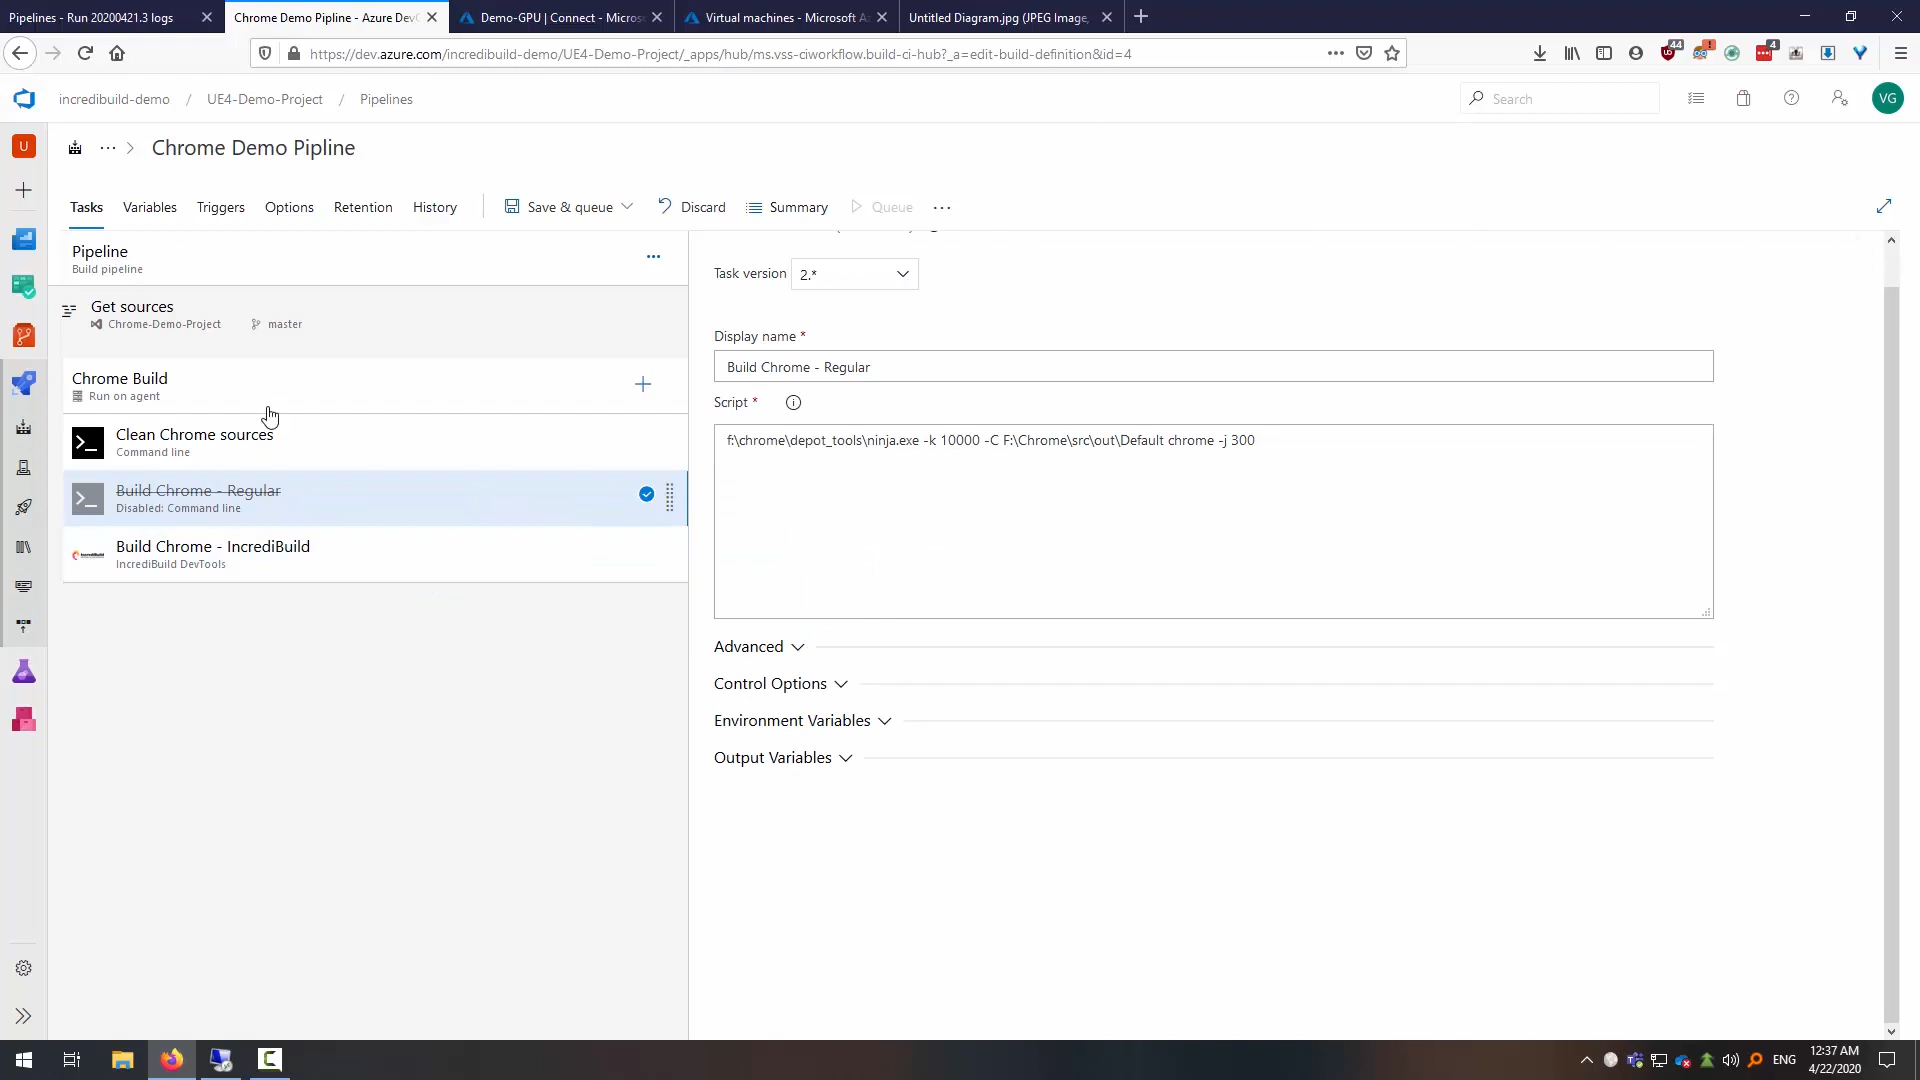 Pipelines - Run 20200421.3 logs
Chrome Demo Pipline - Azure Dev
Demo-GPU | Connect - Micros
Virtual machines - Microsoft A
Untitled Diagram.jpg (JPEG Image,
https://dev.azure.com/incredibuild-demo/UE4-Demo-Project/_apps/hub/ms.vss-ciworkflow.build-ci-hub?_a=edit-build-definition&id=4
44
!
4
incredibuild-demo / UE4-Demo-Project / Pipelines
Search
VG
U
Chrome Demo Pipline
Tasks Variables Triggers Options Retention History Save & queue Discard Summary Queue
Pipeline
Build pipeline
Get sources
Chrome-Demo-Project master
Chrome Build
Run on agent
Clean Chrome sources
Command line
Build Chrome - Regular
Disabled: Command line
Build Chrome - IncrediBuild
IncrediBuild DevTools
Task version 2.*
Display name *
Build Chrome - Regular
Script *
f:\chrome\depot_tools\ninja.exe -k 10000 -C F:\Chrome\src\out\Default chrome -j 300
Advanced
Control Options
Environment Variables
Output Variables
ENG
12:37 AM
4/22/2020